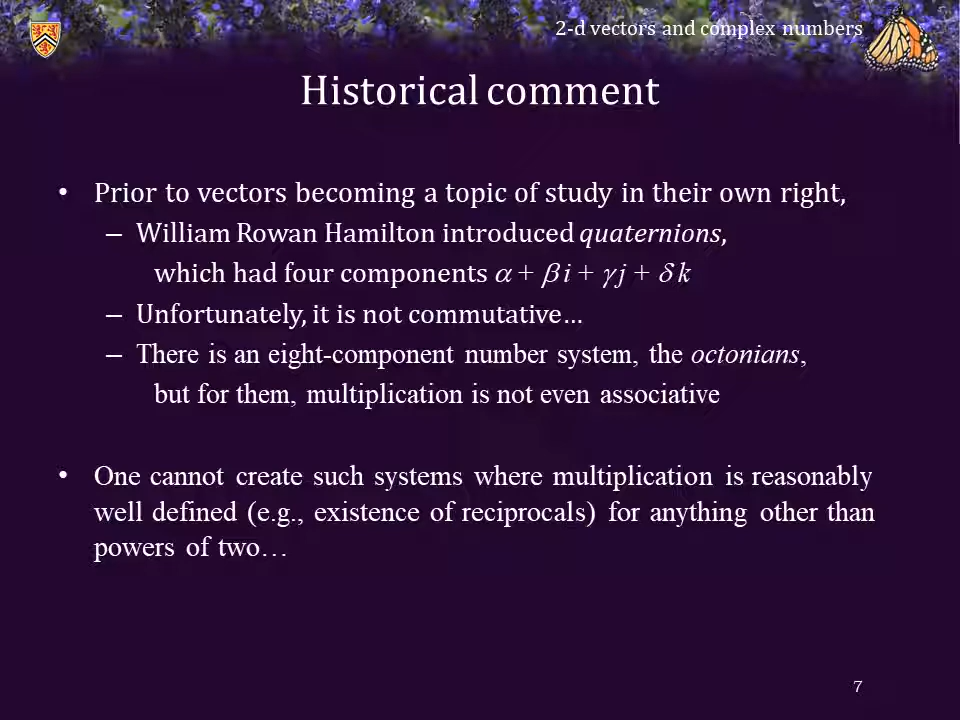 2-d vectors and complex numbers
Historical comment
• Prior to vectors becoming a topic of study in their own right,
– William Rowan Hamilton introduced quaternions,
which had four components α + β i + γ j + δ k
– Unfortunately, it is not commutative…
– There is an eight-component number system, the octonians,
but for them, multiplication is not even associative
• One cannot create such systems where multiplication is reasonably
well defined (e.g., existence of reciprocals) for anything other than
powers of two…
7